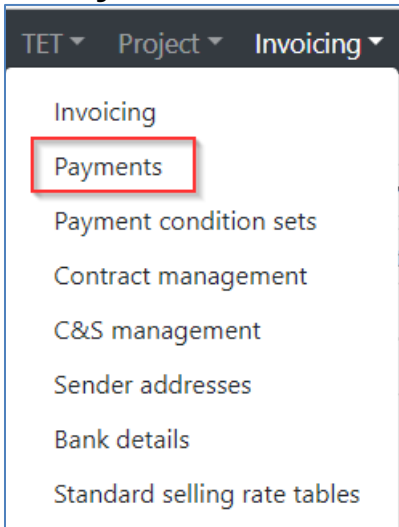 TET Project Invoicing
Invoicing
Payments
Payment condition sets
Contract management
C&S management
Sender addresses
Bank details
Standard selling rate tables